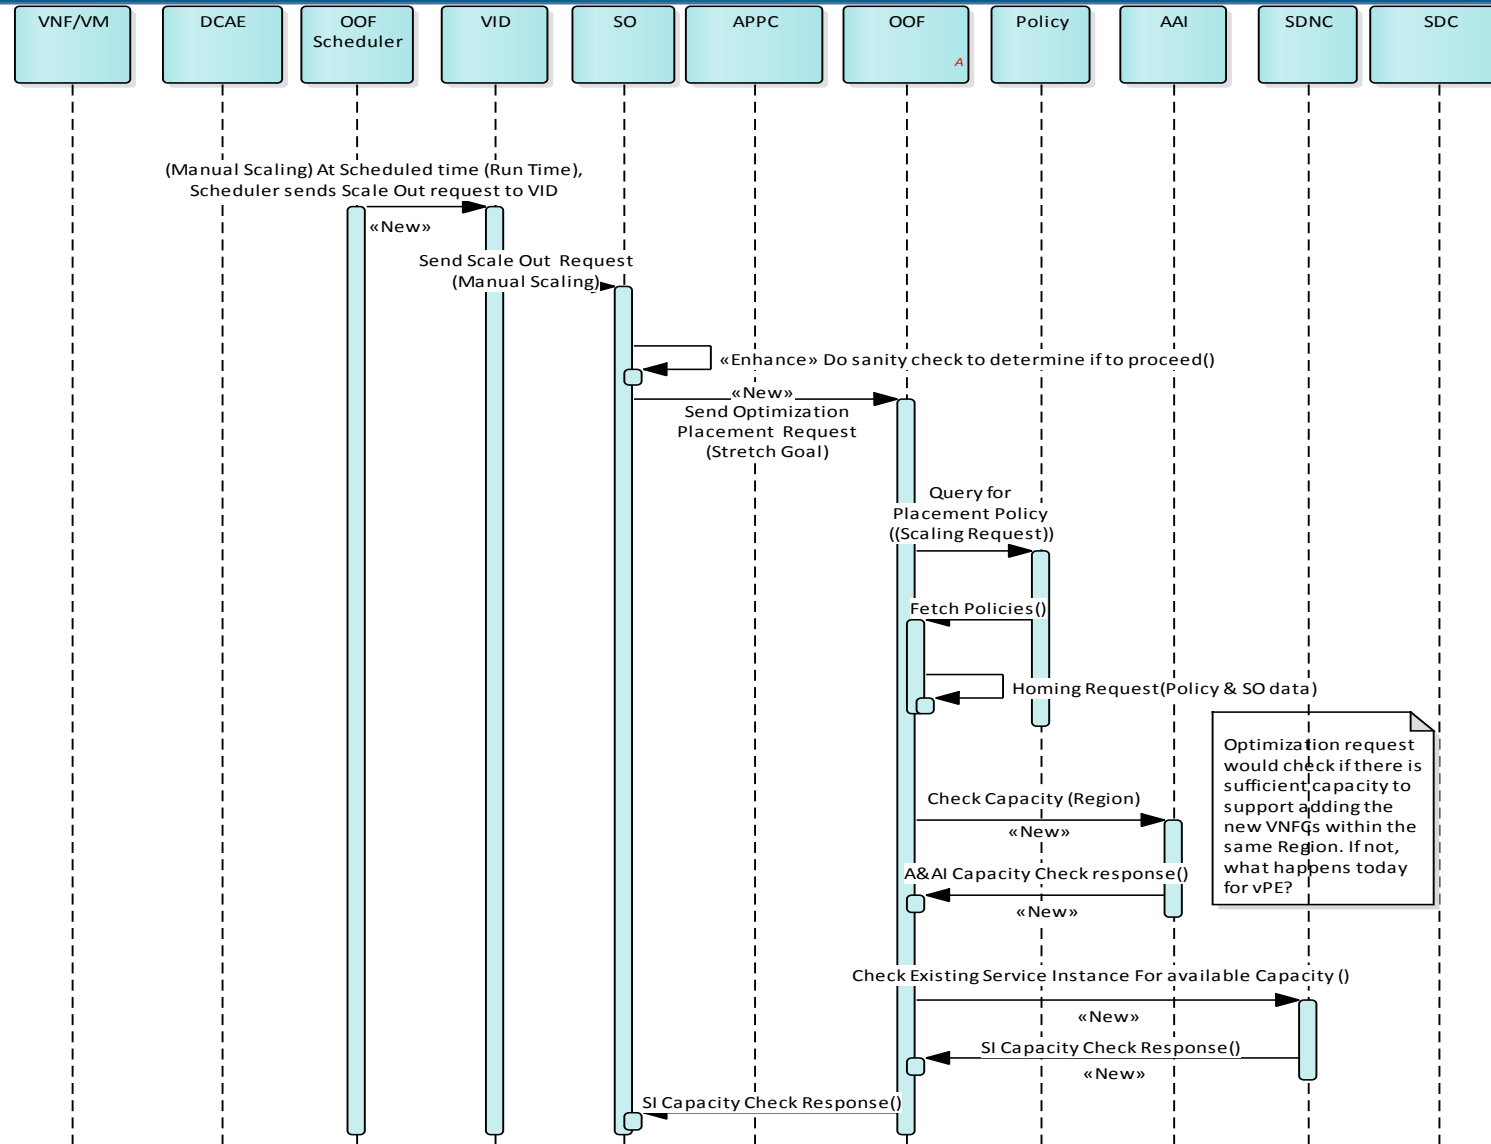 VNF/VM
DCAE
OOF
Scheduler
VID
SO
APPC
OOF
A
Policy
AAI
SDNC
SDC
(Manual Scaling) At Scheduled time (Run Time),
Scheduler sends Scale Out request to VID
«New»
Send Scale Out Request
(Manual Scaling)
«Enhance» Do sanity check to determine if to proceed()
«New»
Send Optimization
Placement Request
(Stretch Goal)
Query for
Placement Policy
((Scaling Request))
Fetch Policies()
Homing Request(Policy & SO data)
Optimization request
would check if there is
sufficient capacity to
support adding the
new VNFCs within the
same Region. If not,
what happens today
for vPE?
Check Capacity (Region)
«New»
A&AI Capacity Check response()
«New»
Check Existing Service Instance For available Capacity ()
«New»
SI Capacity Check Response()
«New»
SI Capacity Check Response()